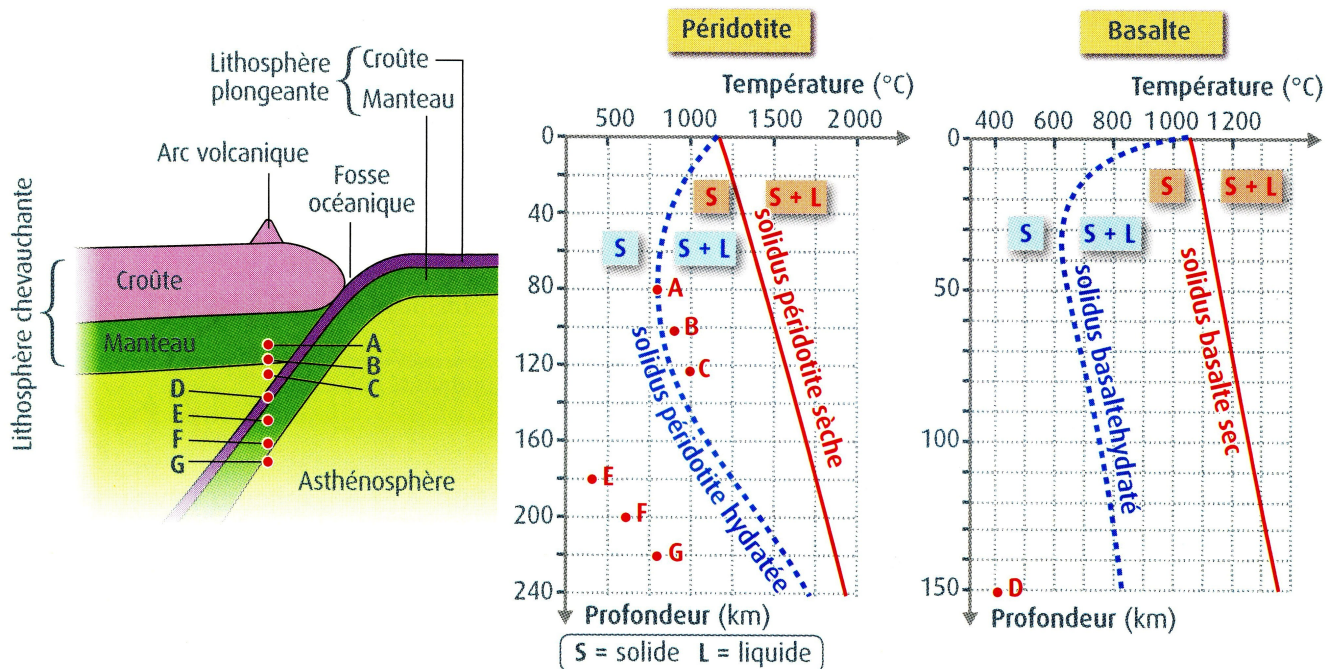 Lithosphère
plongeante
Croûte
Manteau
Arc volcanique
Fosse
océanique
Lithosphère chevauchante
Croûte
Manteau
A
B
C
D
E
F
G
Asthénosphère
Péridotite
Température (°C)
500 1000 1500 2000
0
40
80
120
160
200
240
S
S + L
S
S + L
solidus péridotite sèche
solidus péridotite hydratée
A
B
C
E
F
G
Profondeur (km)
S = solide L = liquide
Basalte
Température (°C)
400 600 800 1000 1200
0
50
100
150
S
S + L
S
S + L
solidus basalte sec
solidus basaltehydraté
D
Profondeur (km)